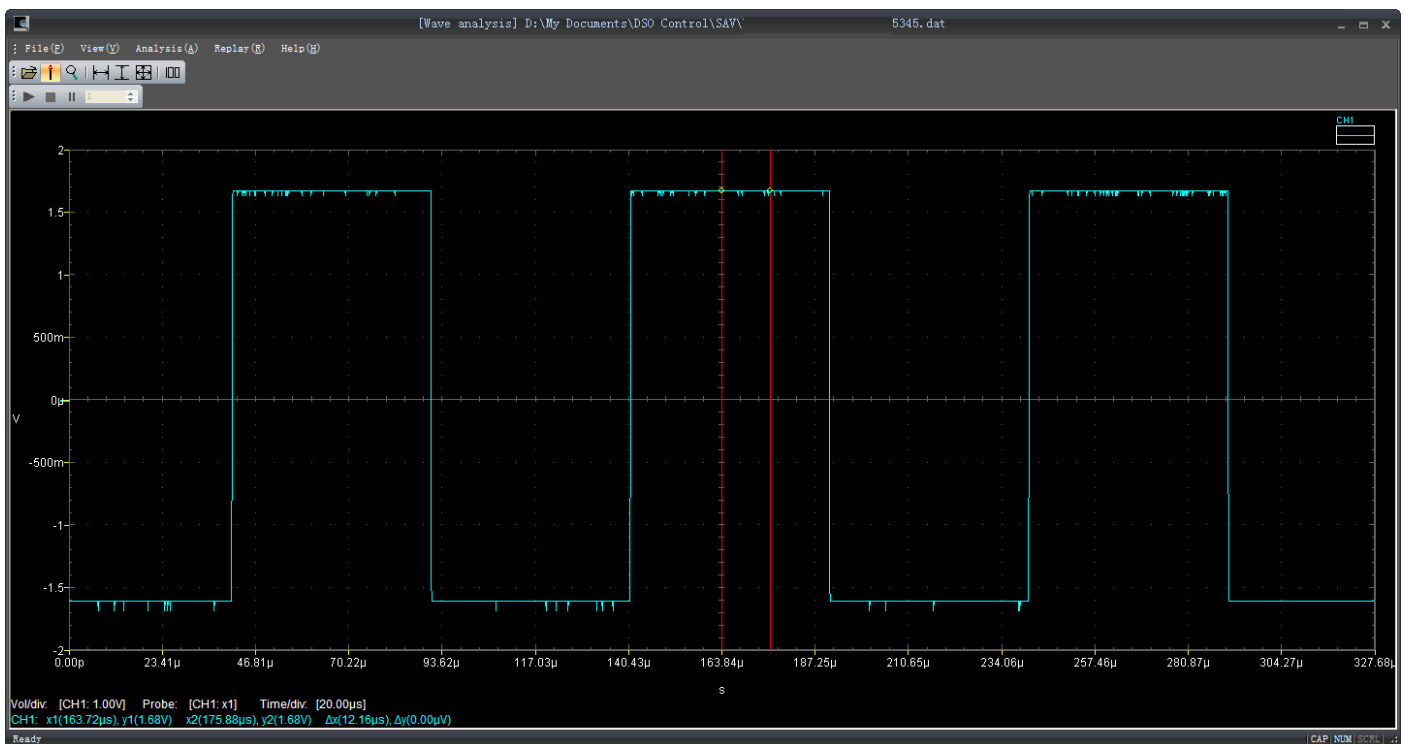 [Wave analysis] D:\My Documents\DSO Control\SAV\ 5345.dat
File(F) View(V) Analysis(A) Replay(R) Help(H)
1
CH1
2
1.5
1
500m
0µ
V
-500m
-1
-1.5
-2
0.00p 23.41µ 46.81µ 70.22µ 93.62µ 117.03µ 140.43µ 163.84µ 187.25µ 210.65µ 234.06µ 257.46µ 280.87µ 304.27µ 327.68µ
s
Vol/div: [CH1: 1.00V] Probe: [CH1: x1] Time/div: [20.00µs]
CH1: x1(163.72µs), y1(1.68V) x2(175.88µs), y2(1.68V) Δx(12.16µs), Δy(0.00µV)
Ready CAP NUM SCRL